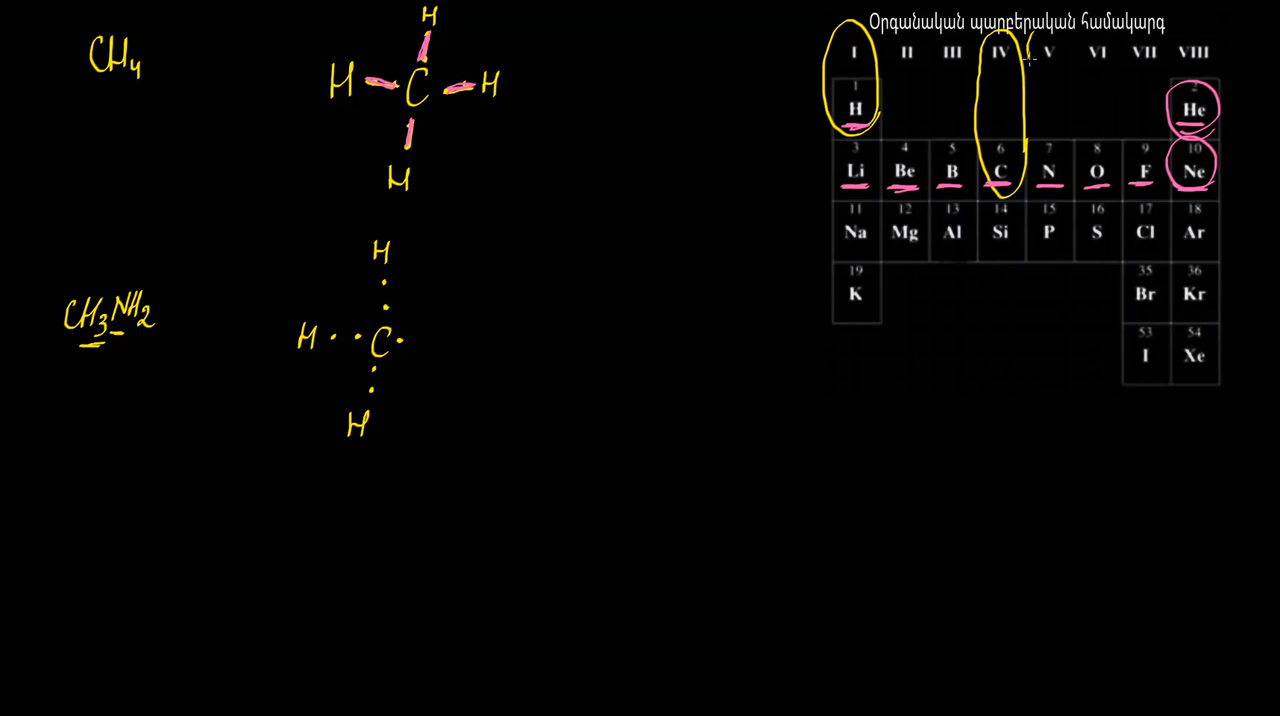 CH4
H
H C H
H
CH3NH2
H
H : C
H
Օրգանական պարբերական համակարգ
I II III IV V VI VII VIII
1 2
H He
3 4 5 6 7 8 9 10
Li Be B C N O F Ne
11 12 13 14 15 16 17 18
Na Mg Al Si P S Cl Ar
19 35 36
K Br Kr
53 54
I Xe